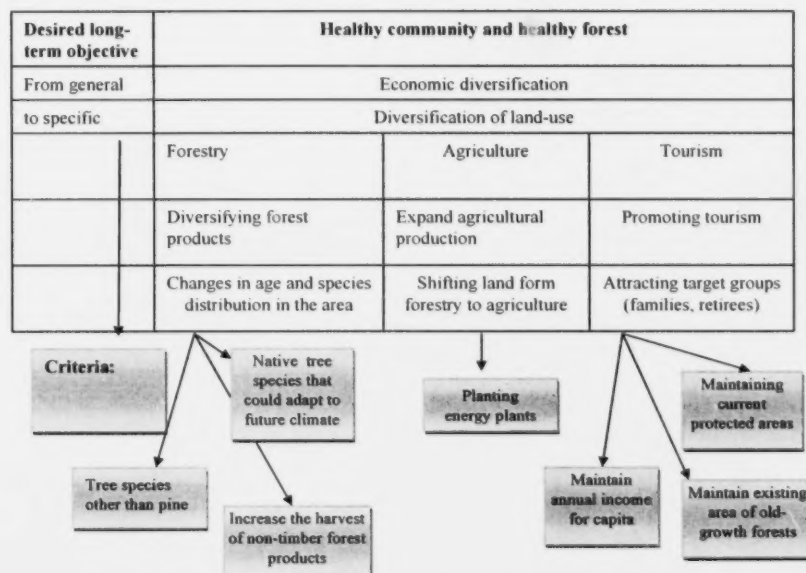 Desired long-
term objective
Healthy community and healthy forest
From general
Economic diversification
to specific
Diversification of land-use
Forestry
Agriculture
Tourism
Diversifying forest
products
Expand agricultural
production
Promoting tourism
Changes in age and species
distribution in the area
Shifting land form
forestry to agriculture
Attracting target groups
(families, retirees)
Criteria:
Native tree
species that
could adapt to
future climate
Planting
energy plants
Maintaining
current
protected areas
Tree species
other than pine
Increase the harvest
of non-timber forest
products
Maintain
annual income
for capita
Maintain existing
area of old-
growth forests